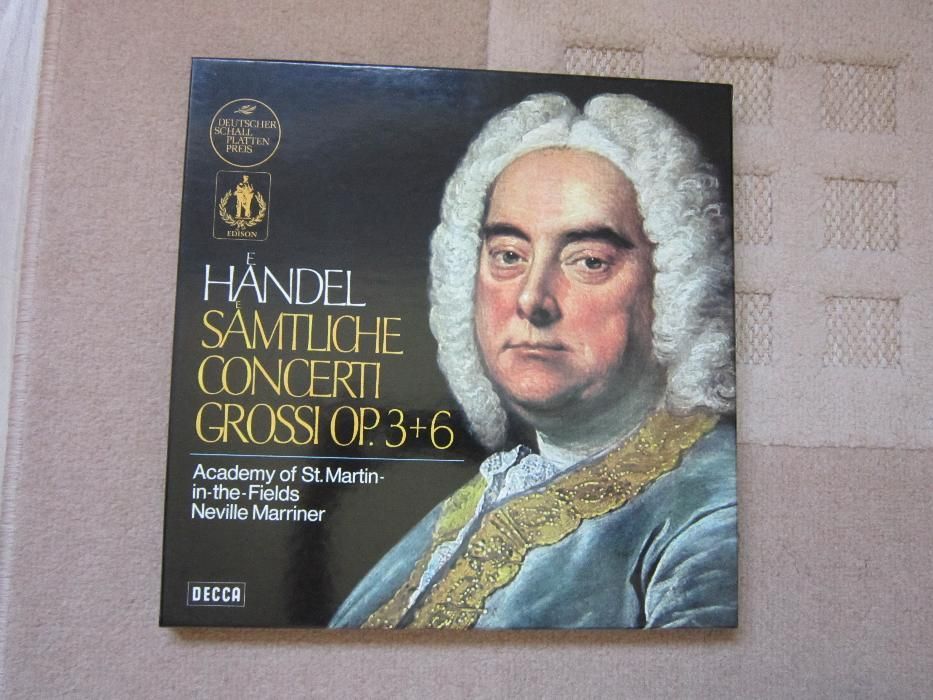 DEUTSCHER
SCHALL
PLATTEN
PREIS
EDISON
HÄNDEL
SÄMTLICHE
CONCERTI
GROSSI OP. 3+6
Academy of St. Martin-
in-the-Fields
Neville Marriner
DECCA